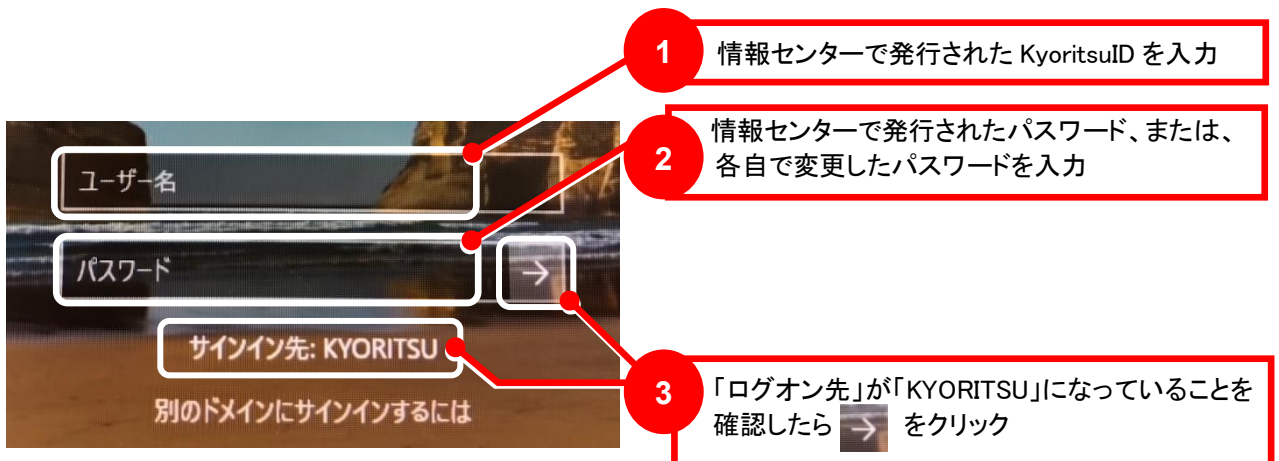 1
情報センターで発行された KyoritsuID を入力
2
情報センターで発行されたパスワード、または、
各自で変更したパスワードを入力
ユーザー名
パスワード
→
サインイン先: KYORITSU
別のドメインにサインインするには
3
「ログオン先」が「KYORITSU」になっていることを
確認したら → をクリック